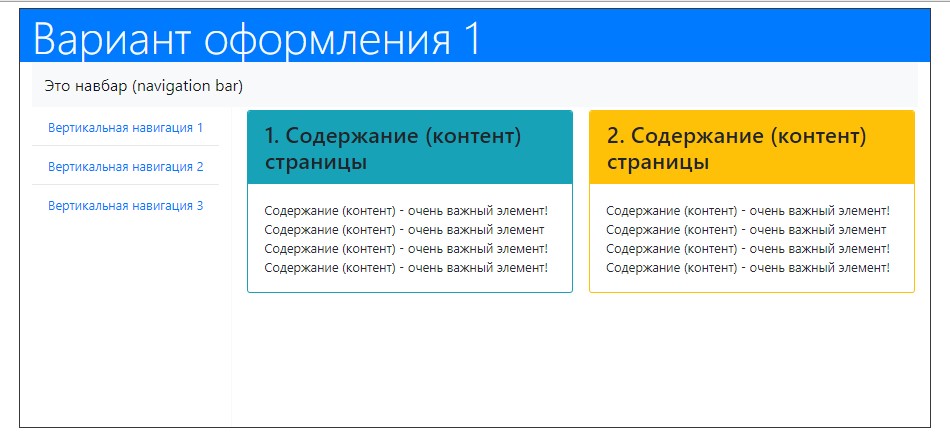 Вариант оформления 1
Это навбар (navigation bar)
Вертикальная навигация 1
Вертикальная навигация 2
Вертикальная навигация 3
1. Содержание (контент)
страницы
Содержание (контент) - очень важный элемент!
Содержание (контент) - очень важный элемент
Содержание (контент) - очень важный элемент!
Содержание (контент) - очень важный элемент!
2. Содержание (контент)
страницы
Содержание (контент) - очень важный элемент!
Содержание (контент) - очень важный элемент
Содержание (контент) - очень важный элемент!
Содержание (контент) - очень важный элемент!